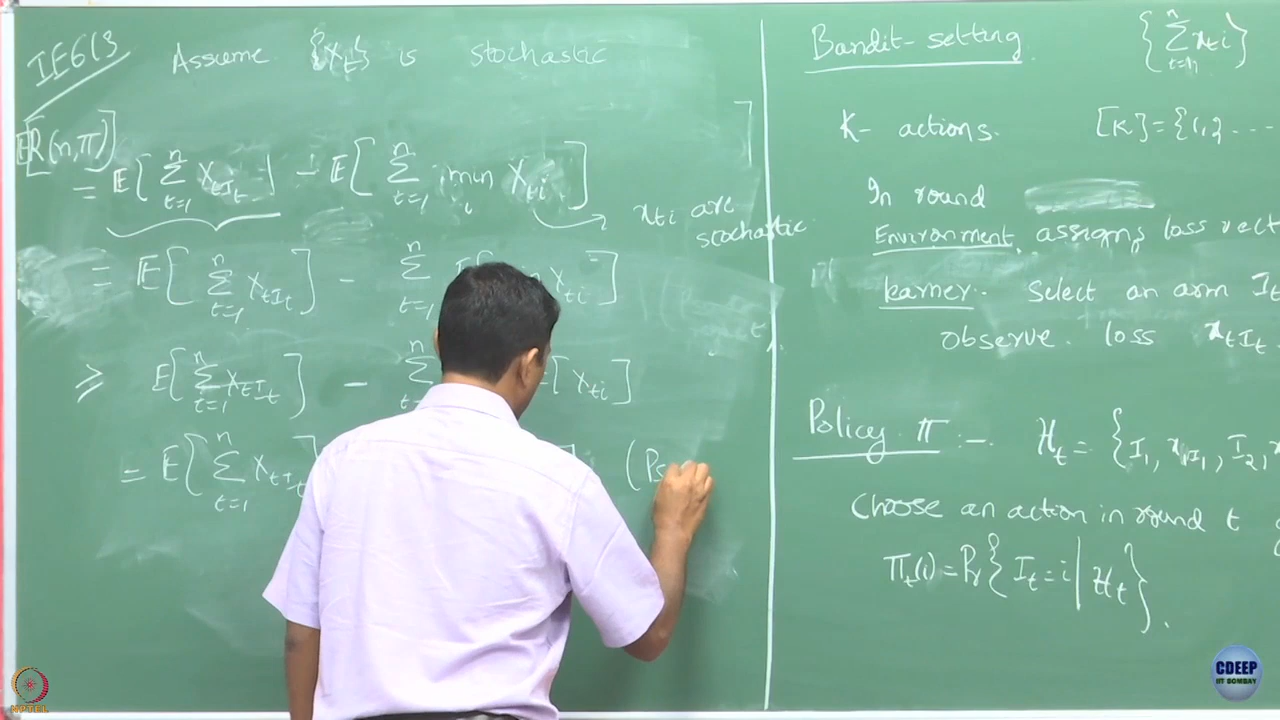 IE613
Assume {X_t} is stochastic
E[R(n,π)]
= E[ Σ_{t=1}^{n} X_{tI_t} ] - E[ Σ_{t=1}^{n} min_i X_{ti} ]
x_{ti} are
stochastic
= E[ Σ_{t=1}^{n} X_{tI_t} ] - Σ_{t=1}^{n} X_{ti} ]
≥ E[ Σ_{t=1}^{n} X_{tI_t} ] - Σ [ X_{ti} ]
= E[ Σ_{t=1}^{n} X_{tI_t} (Ps
Bandit-setting { Σ_{t=1}^{n} x_{ti} }
K- actions. [K] = {1,2 ....
In round
Environment, assigns loss vect
Learner.. Select an arm I_t
observe. loss x_{tI_t}.
Policy π :-. H_t = { I_1, x_{1I_1}, I_2, x
Choose an action in round t
π_t(i) = Pr{ I_t = i | H_t }.
CDEEP
IIT BOMBAY
NPTEL